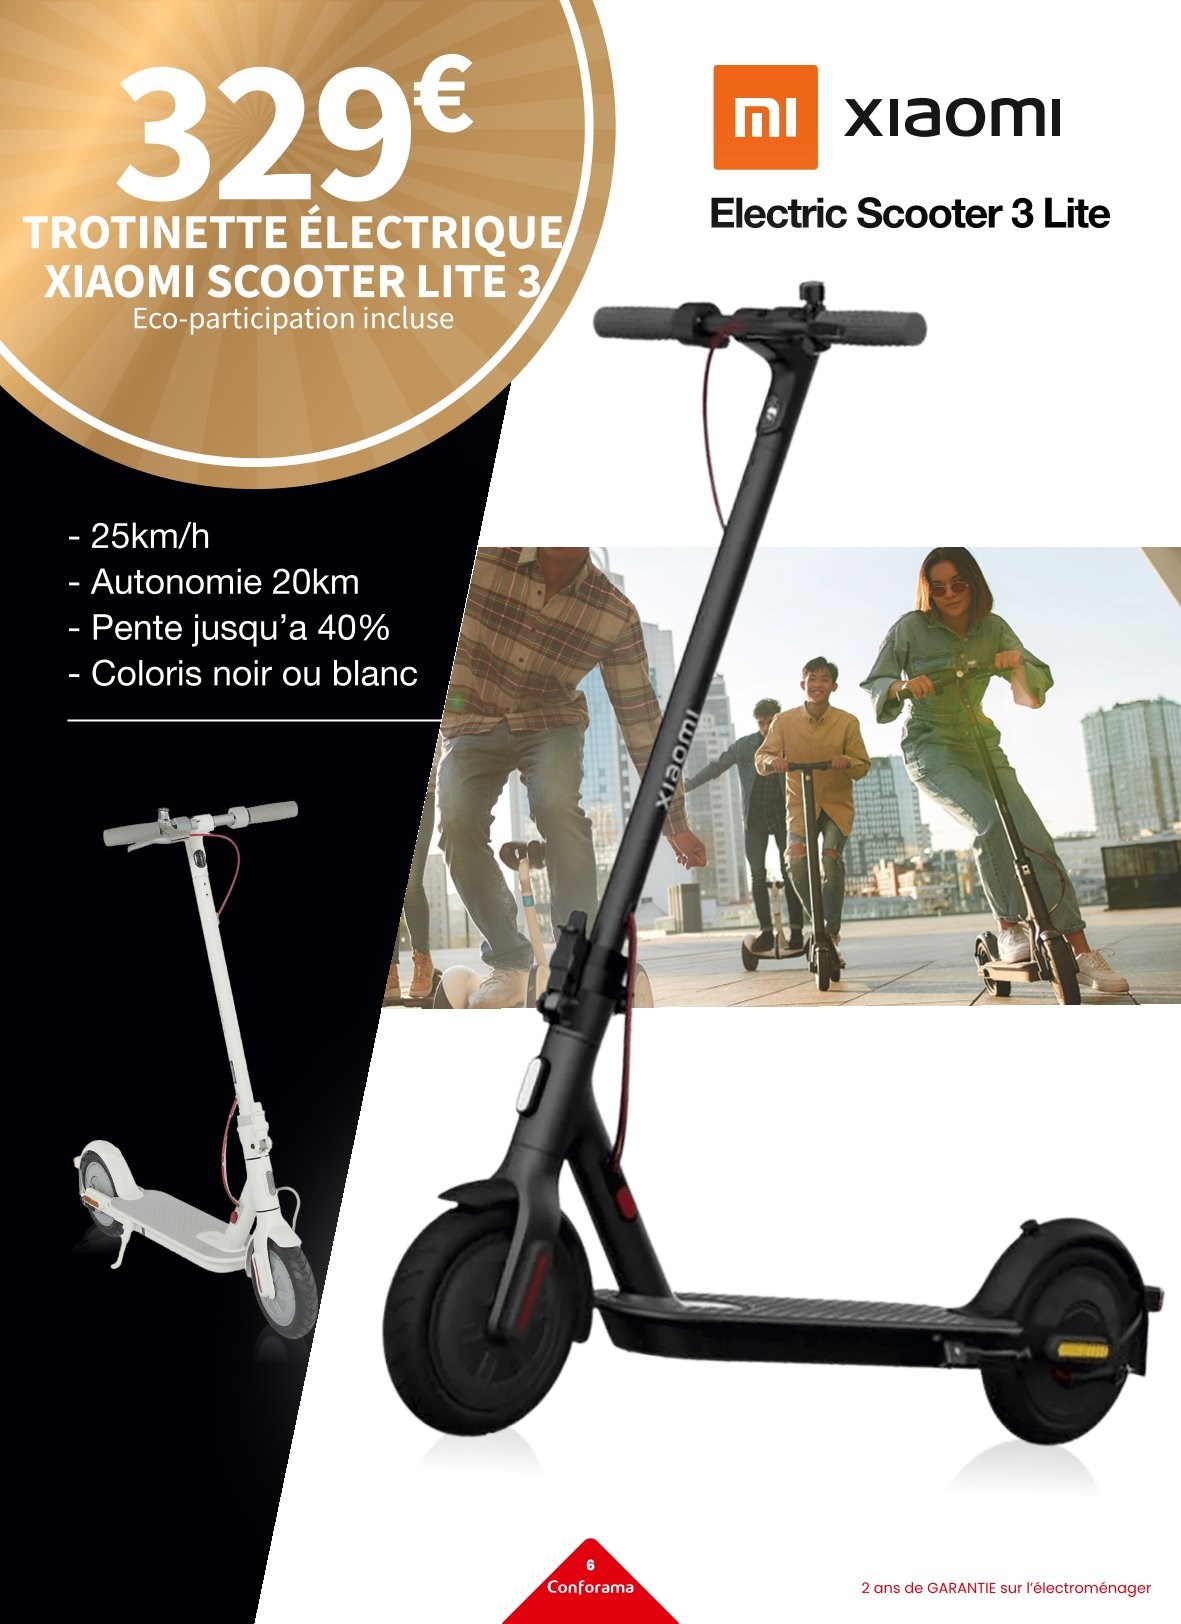 329€
TROTINETTE ÉLECTRIQUE
XIAOMI SCOOTER LITE 3
Eco-participation incluse
mi xiaomi
Electric Scooter 3 Lite
- 25km/h
- Autonomie 20km
- Pente jusqu'a 40%
- Coloris noir ou blanc
xiaomi
6
Conforama
2 ans de GARANTIE sur l'électroménager